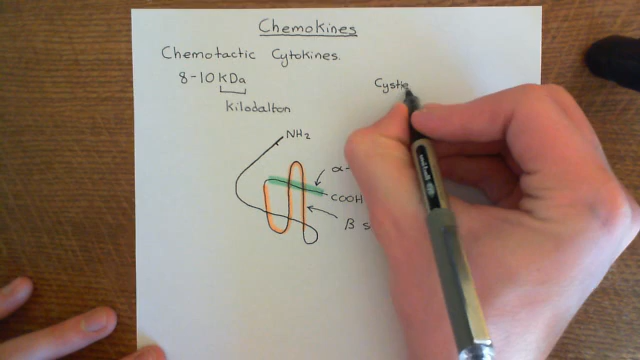 Chemokines
Chemotactic Cytokines.
8-10 KDa
kilodalton
Cyste
NH₂
α-
COOH
β s